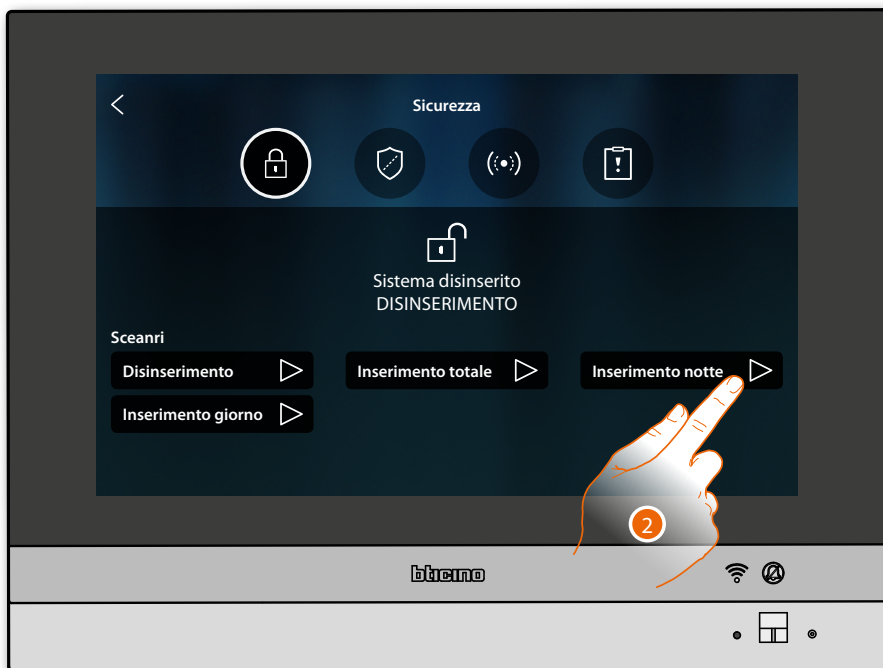 Sicurezza
Sistema disinserito
DISINSERIMENTO
Sceanri
Disinserimento
Inserimento totale
Inserimento notte
Inserimento giorno
2
bticino